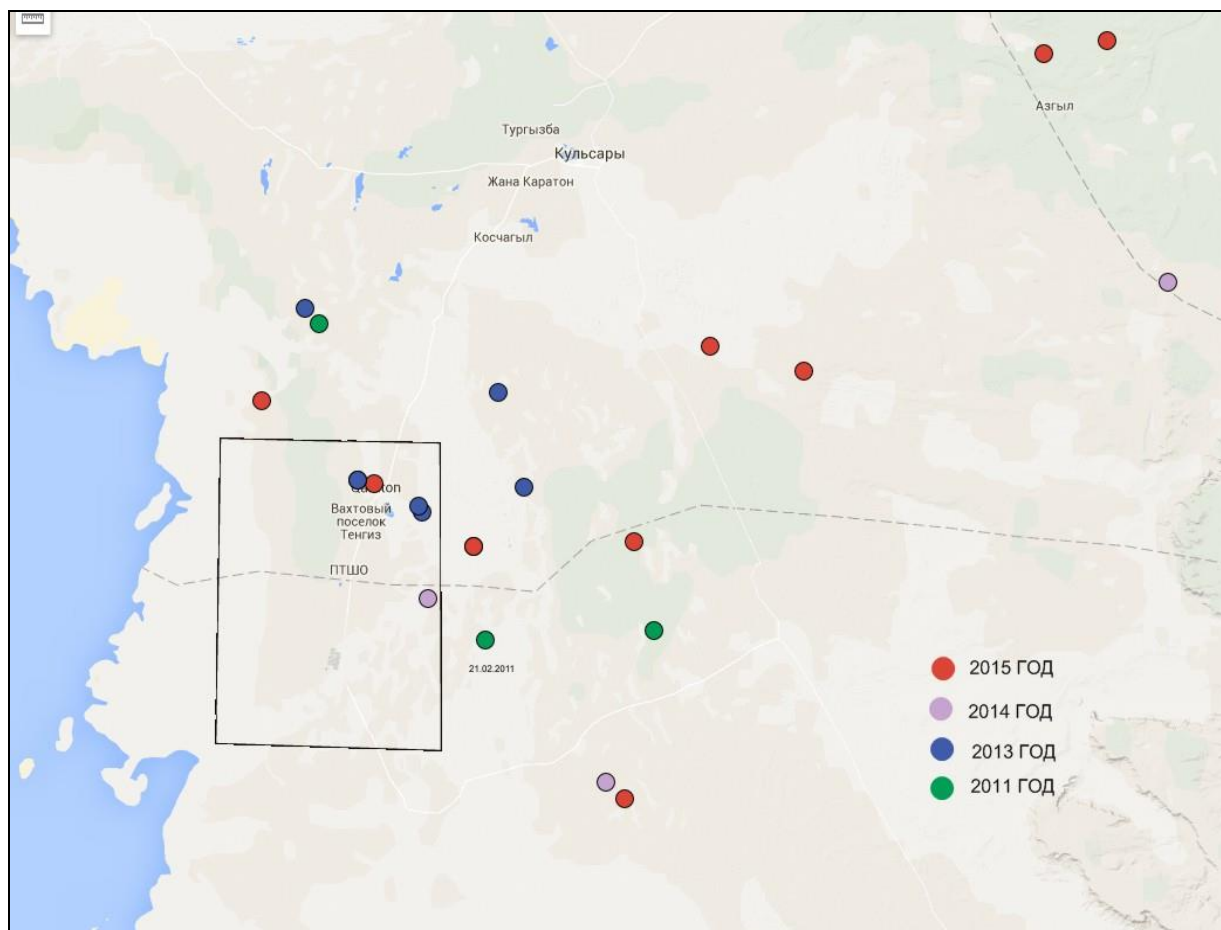 Азгыл
Тургызба
Кульсары
Жана Каратон
Косчагыл
Вахтовый
поселок
Тенгиз
ПТШО
21.02.2011
2015 ГОД
2014 ГОД
2013 ГОД
2011 ГОД